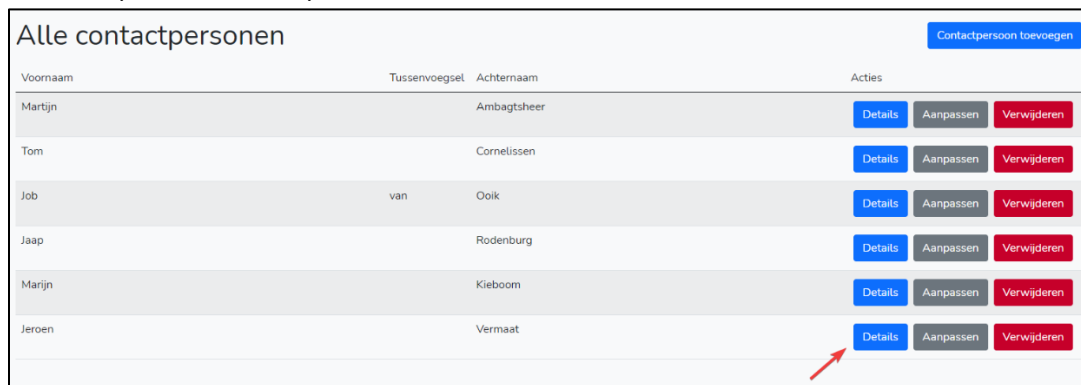 Alle contactpersonen
Contactpersoon toevoegen
Voornaam Tussenvoegsel Achternaam Acties
Martijn Ambagtsheer Details Aanpassen Verwijderen
Tom Cornelissen Details Aanpassen Verwijderen
Job van Ooik Details Aanpassen Verwijderen
Jaap Rodenburg Details Aanpassen Verwijderen
Marijn Kieboom Details Aanpassen Verwijderen
Jeroen Vermaat Details Aanpassen Verwijderen